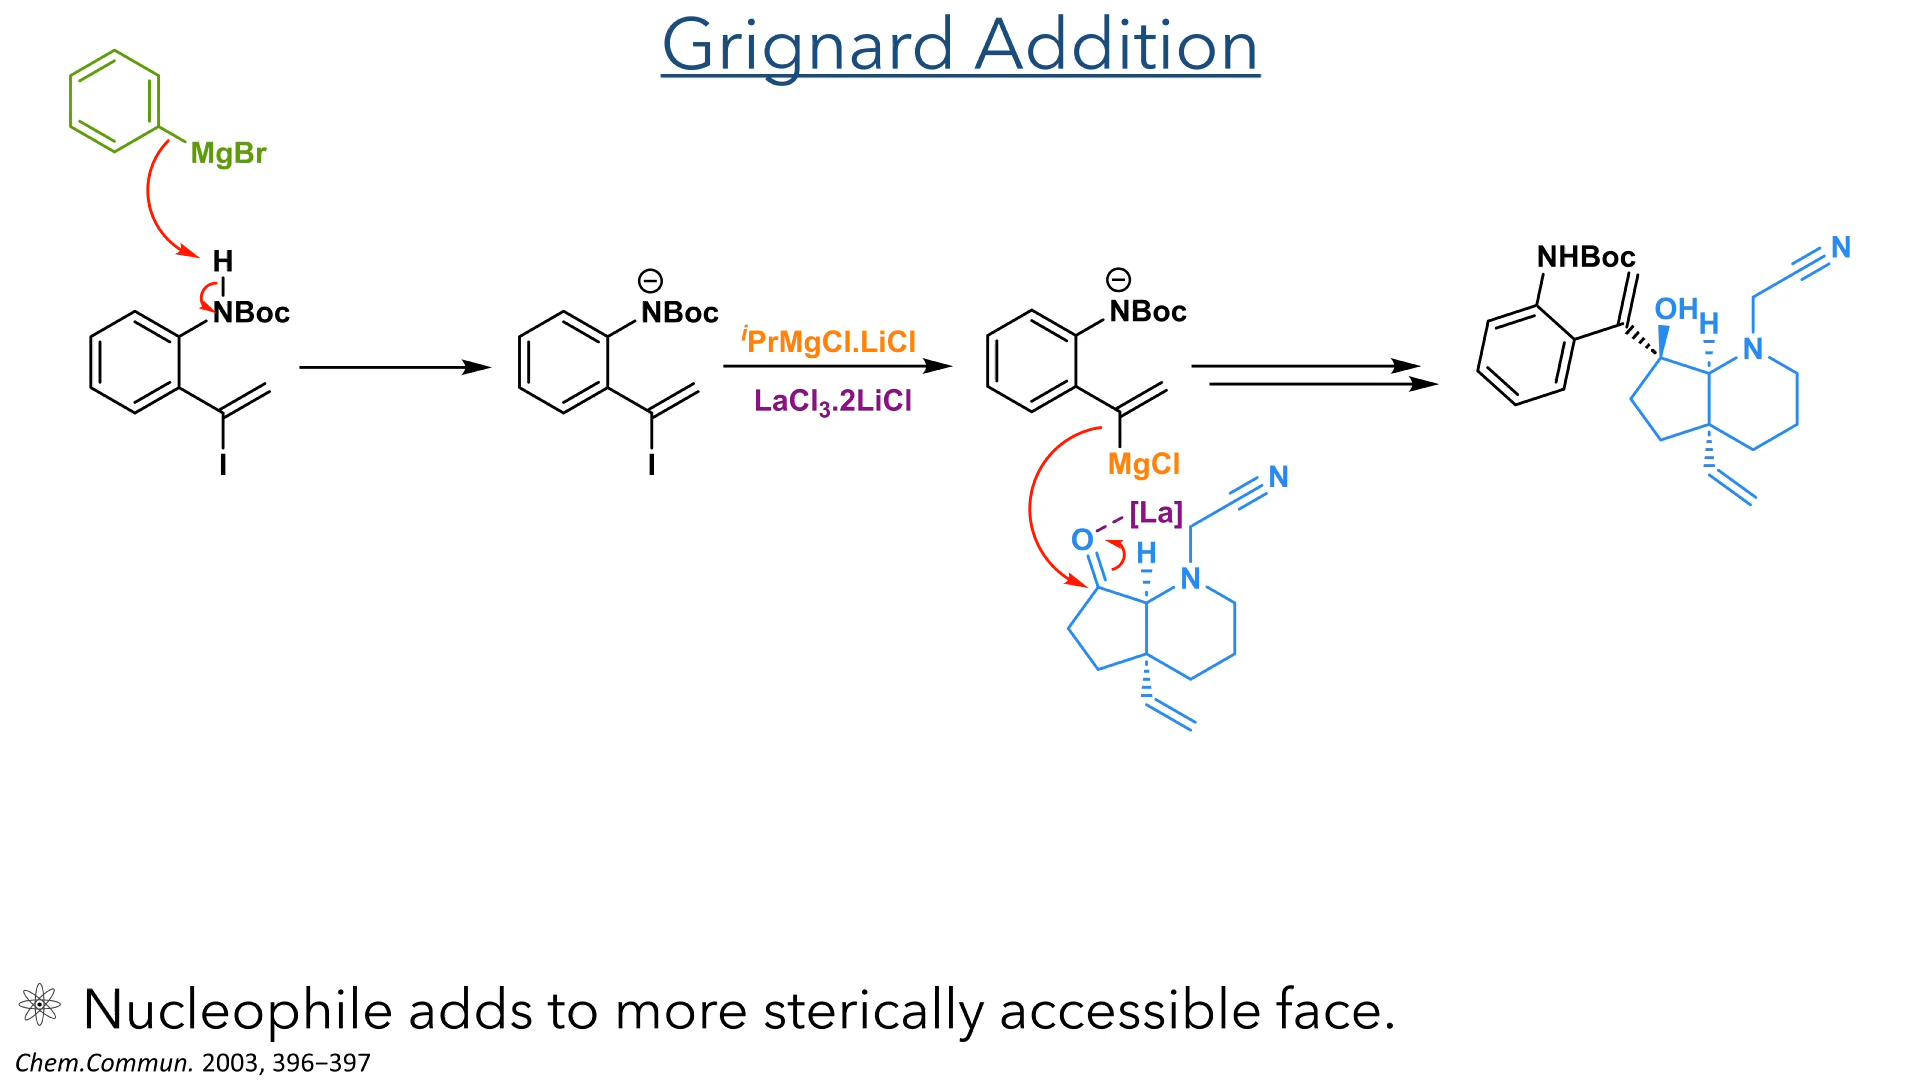 Grignard Addition
MgBr
H
NBoc
I
⊖
NBoc
I
iPrMgCl.LiCl
LaCl3.2LiCl
⊖
NBoc
MgCl
[La]
O
H
N
N
NHBoc
OH
H
N
N
Nucleophile adds to more sterically accessible face.
Chem.Commun. 2003, 396–397